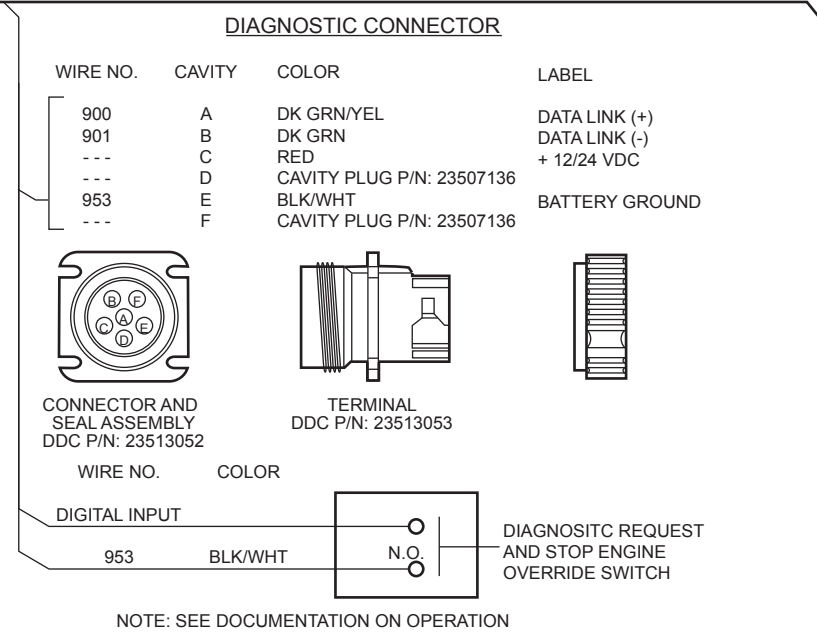 DIAGNOSTIC CONNECTOR
WIRE NO. CAVITY COLOR LABEL
900 A DK GRN/YEL DATA LINK (+)
901 B DK GRN DATA LINK (-)
- - - C RED + 12/24 VDC
- - - D CAVITY PLUG P/N: 23507136
953 E BLK/WHT BATTERY GROUND
- - - F CAVITY PLUG P/N: 23507136
B F
C A E
D
CONNECTOR AND
SEAL ASSEMBLY
DDC P/N: 23513052
TERMINAL
DDC P/N: 23513053
WIRE NO. COLOR
DIGITAL INPUT
953 BLK/WHT N.O.
DIAGNOSITC REQUEST
AND STOP ENGINE
OVERRIDE SWITCH
NOTE: SEE DOCUMENTATION ON OPERATION